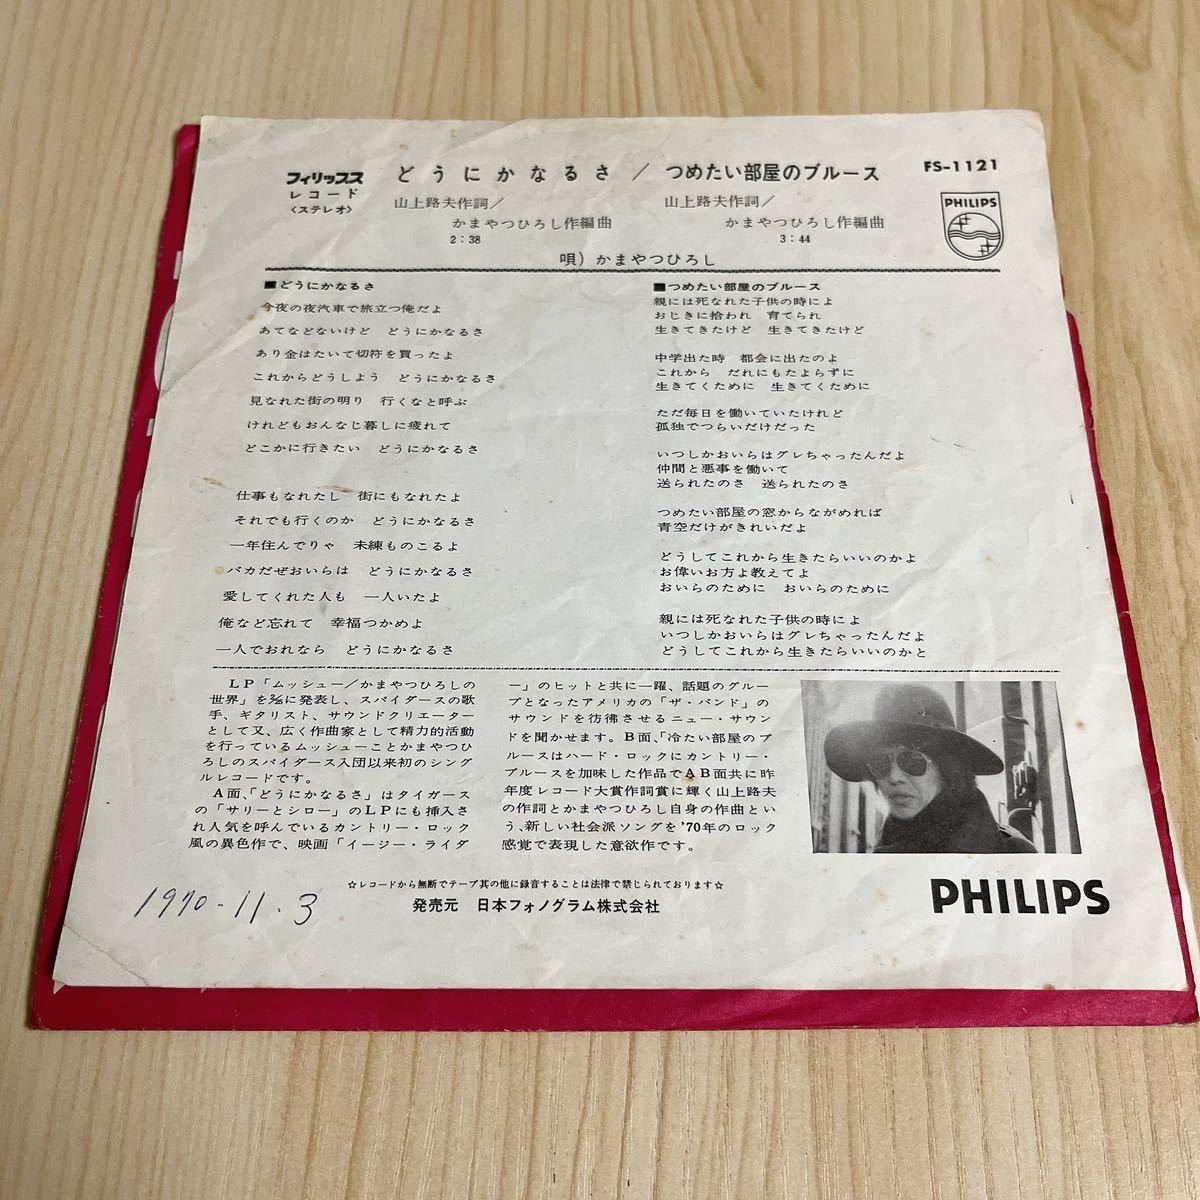 フィリップス
レコード
〈ステレオ〉
どうにかなるさ／つめたい部屋のブルース
FS-1121
山上路夫作詞／
かまやつひろし作編曲
2：38
山上路夫作詞／
かまやつひろし作編曲
3：44
PHILIPS
唄）かまやつひろし
■どうにかなるさ
今夜の夜汽車で旅立つ俺だよ
あてなどないけど　どうにかなるさ
あり金はたいて切符を買ったよ
これからどうしよう　どうにかなるさ
見なれた街の明り　行くなと呼ぶ
けれどもおんなじ暮しに疲れて
どこかに行きたい　どうにかなるさ
仕事もなれたし　街にもなれたよ
それでも行くのか　どうにかなるさ
一年住んでりゃ　未練ものこるよ
バカだぜおいらは　どうにかなるさ
愛してくれた人も　一人いたよ
俺など忘れて　幸福つかめよ
一人でおれなら　どうにかなるさ
■つめたい部屋のブルース
親には死なれた子供の時によ
おじきに拾われ　育てられ
生きてきたけど　生きてきたけど
中学出た時　都会に出たのよ
これから　だれにもたよらずに
生きてくために　生きてくために
ただ毎日を働いていたけれど
孤独でつらいだけだった
いつしかおいらはグレちゃったんだよ
仲間と悪事を働いて
送られたのさ　送られたのさ
つめたい部屋の窓からながめれば
青空だけがきれいだよ
どうしてこれから生きたらいいのかよ
お偉いお方よ教えてよ
おいらのために　おいらのために
親には死なれた子供の時によ
いつしかおいらはグレちゃったんだよ
どうしてこれから生きたらいいのかと
ＬＰ「ムッシュー／かまやつひろしの
世界」を2/25に発表し、スパイダースの歌
手、ギタリスト、サウンドクリエーター
として又、広く作曲家として精力的活動
を行っているムッシューことかまやつひ
ろしのスパイダース入団以来初のシング
ルレコードです。
Ａ面、「どうにかなるさ」はタイガース
の「サリーとシロー」のＬＰにも挿入さ
れ人気を呼んでいるカントリー・ロック
風の異色作で、映画「イージー・ライダ
ー」のヒットと共に一躍、話題のグルー
プとなったアメリカの「ザ・バンド」の
サウンドを彷彿させるニュー・サウン
ドを聞かせます。Ｂ面、「冷たい部屋のブ
ルースはハード・ロックにカントリー・
ブルースを加味した作品でＡＢ面共に昨
年度レコード大賞作詞賞に輝く山上路夫
の作詞とかまやつひろし自身の作曲とい
う、新しい社会派ソングを'70年のロック
感覚で表現した意欲作です。
☆レコードから無断でテープ其の他に録音することは法律で禁じられております☆
発売元　日本フォノグラム株式会社
PHILIPS
1970-11.3